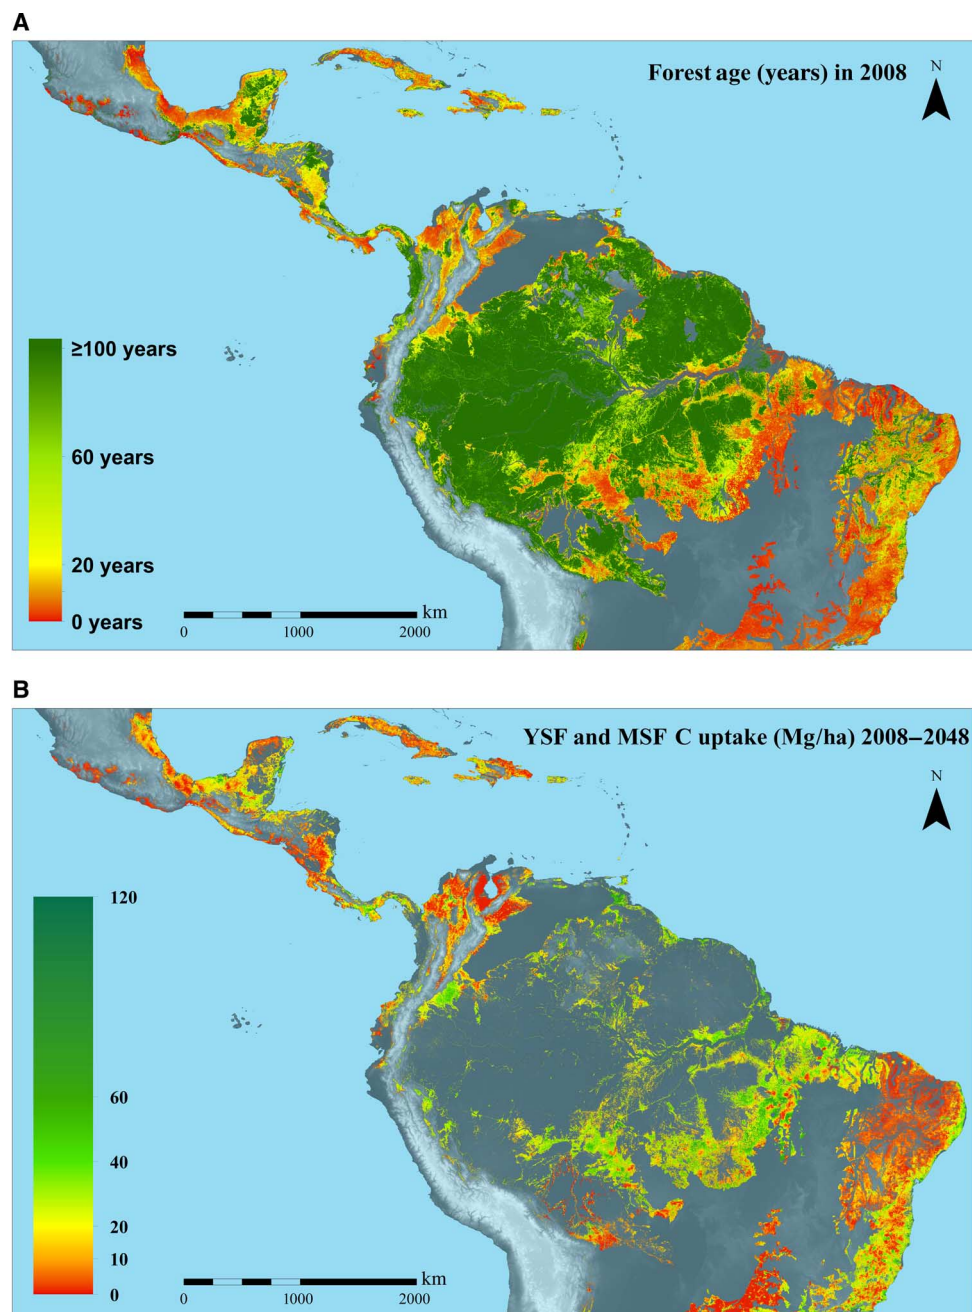 A
Forest age (years) in 2008
N
≥100 years
60 years
20 years
0 years
km
0 1000 2000
B
YSF and MSF C uptake (Mg/ha) 2008–2048
N
120
60
40
20
10
0
km
0 1000 2000